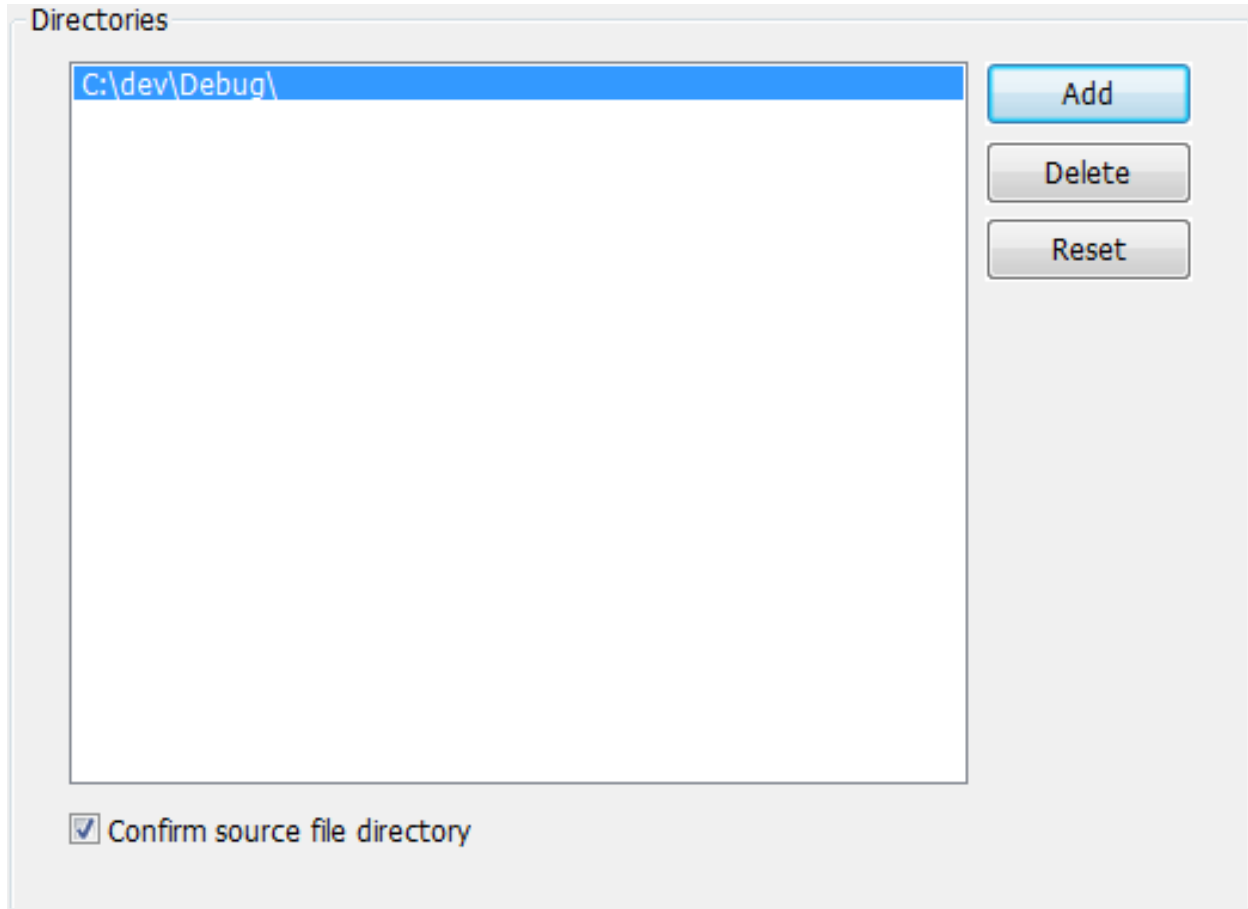 Directories
C:\dev\Debug\
Add
Delete
Reset
Confirm source file directory